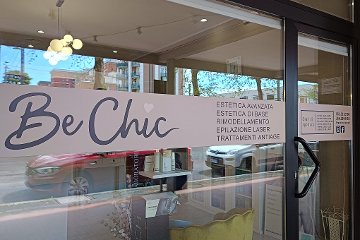 Be Chic
ESTETICA AVANZATA
ESTETICA DI BASE
RIMODELLAMENTO
EPILAZIONE LASER
TRATTAMENTI ANTIAGE